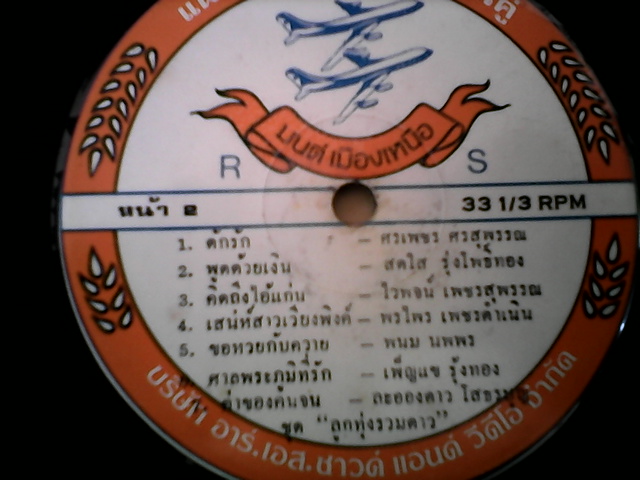 มนต์เมืองเหนือ
R S
หน้า 2 33 1/3 RPM
1. ดักรัก – ศรเพชร ศรสุพรรณ
2. พูดด้วยเงิน – สดใส รุ่งโพธิ์ทอง
3. คิดถึงไอ้แก่น – ไวพจน์ เพชรสุพรรณ
4. เสน่ห์สาวเวียงพิงค์ – พรไพร เพชรดำเนิน
5. ขอหวยกับควาย – พนม นพพร
ศาลพระภูมิที่รัก – เพ็ญแข รุ้งทอง
ค่าของคนจน – ละอองดาว
ชุด "ลูกทุ่งรวมดาว"
บริษัท อาร์.เอส.ซาวด์ แอนด์ วีดีโอ จำกัด